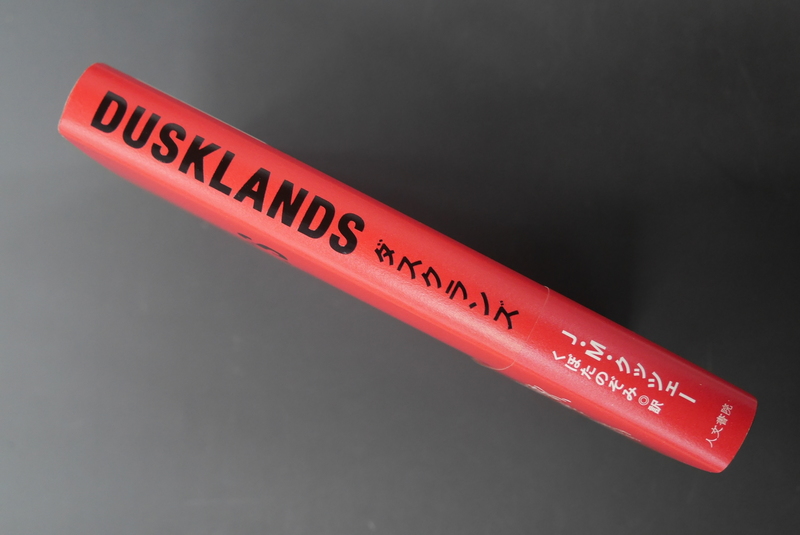 DUSKLANDS
ダスクランズ
J・M・クッツェー
くぼたのぞみ◎訳
人文書院